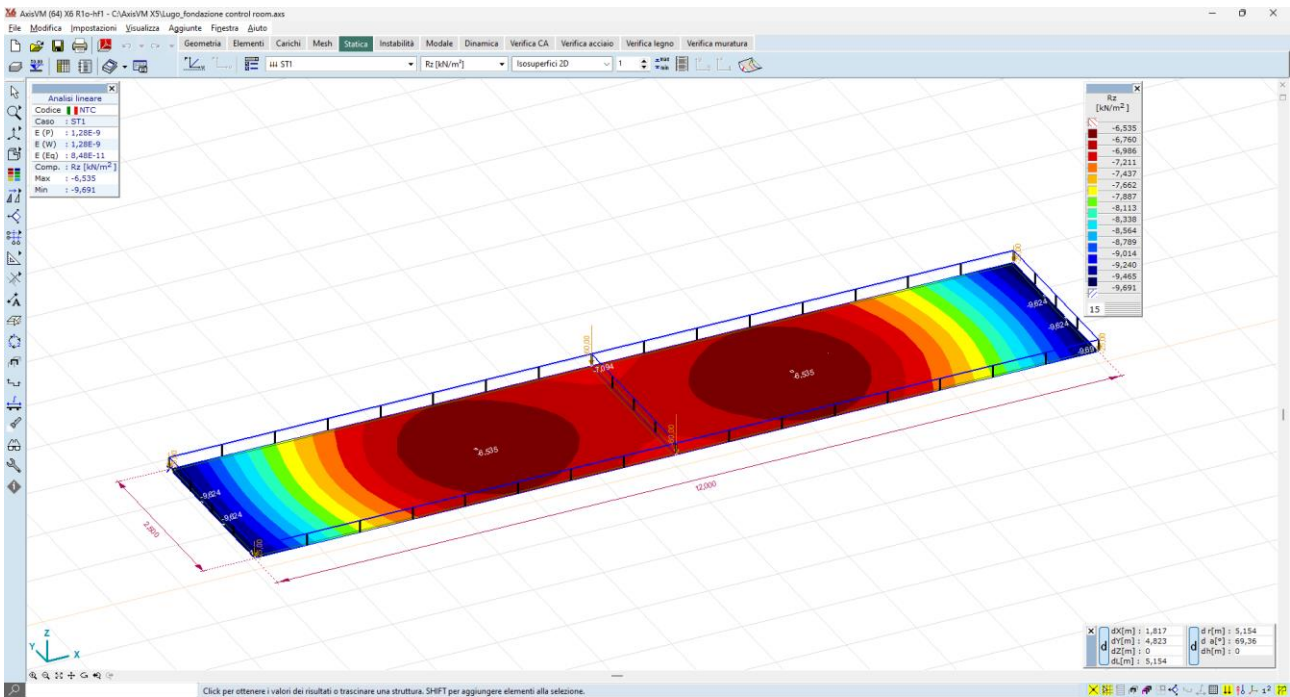 AxisVM (64) X6 R1o-hf1 - C:\AxisVM X5\Lugo_fondazione control room.axs
File Modifica Impostazioni Visualizza Aggiunte Finestra Aiuto
Geometria Elementi Carichi Mesh Statica Instabilità Modale Dinamica Verifica CA Verifica acciaio Verifica legno Verifica muratura
ST1 Rz [kN/m²] Isosuperfici 2D 1
Analisi lineare
Codice NTC
Caso : ST1
E (P) : 1,28E-9
E (W) : 1,28E-9
E (Eq) : 8,48E-11
Comp. : Rz [kN/m²]
Max : -6,535
Min : -9,691
Rz
[kN/m²]
-6,535
-6,760
-6,986
-7,211
-7,437
-7,662
-7,887
-8,113
-8,338
-8,564
-8,789
-9,014
-9,240
-9,465
-9,691
15
-9,624
-9,624
-7,094
-6,535
-6,535
-9,624
-9,624
12,000
Z
Y
X
dX[m] : 1,817
dY[m] : 4,823
dZ[m] : 0
dL[m] : 5,154
d
d r[m] : 5,154
d a[°] : 69,36
dh[m] : 0
d
Click per ottenere i valori dei risultati o trascinare una struttura. SHIFT per aggiungere elementi alla selezione.